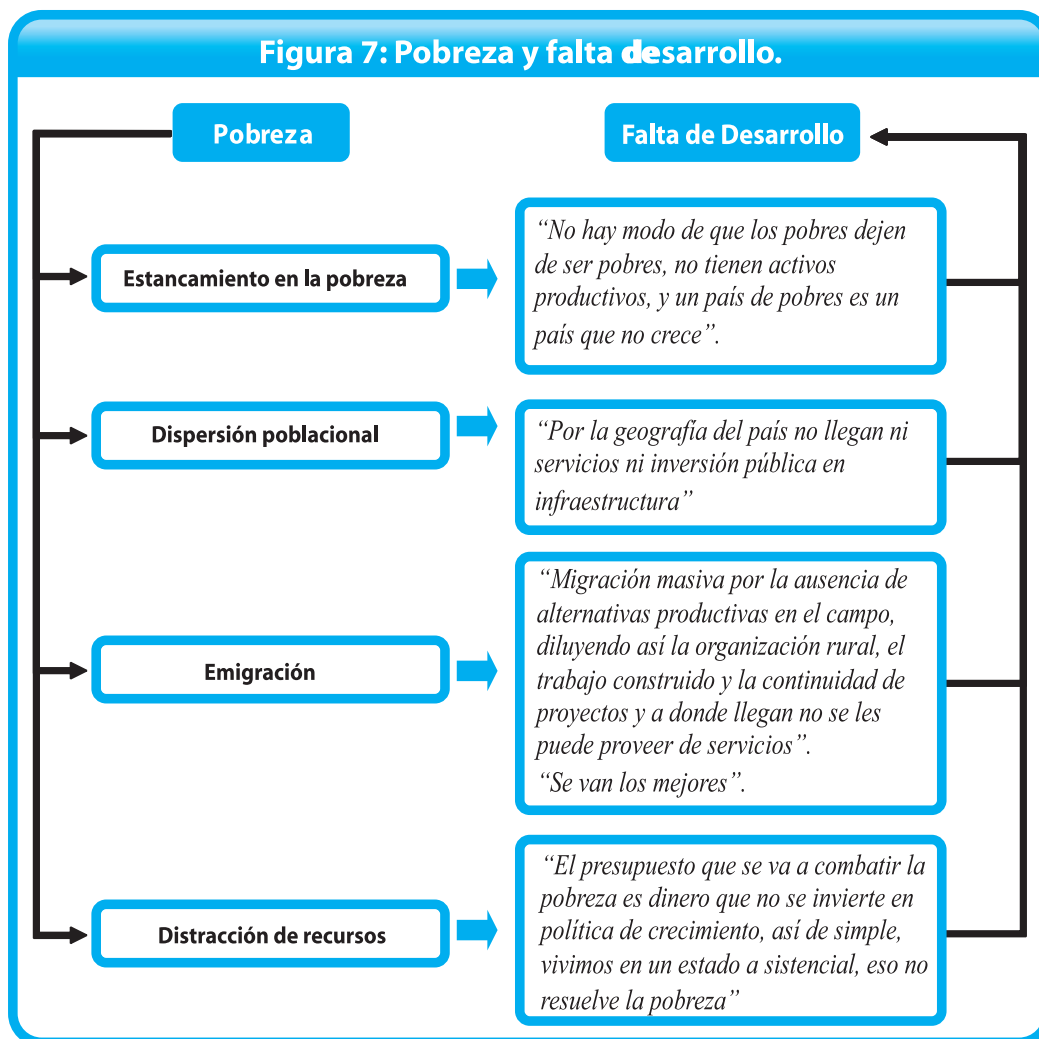 Figura 7: Pobreza y falta desarrollo.
Pobreza
Falta de Desarrollo
Estancamiento en la pobreza
“No hay modo de que los pobres dejen
de ser pobres, no tienen activos
productivos, y un país de pobres es un
país que no crece”.
Dispersión poblacional
“Por la geografía del país no llegan ni
servicios ni inversión pública en
infraestructura”
Emigración
“Migración masiva por la ausencia de
alternativas productivas en el campo,
diluyendo así la organización rural, el
trabajo construido y la continuidad de
proyectos y a donde llegan no se les
puede proveer de servicios”.
“Se van los mejores”.
Distracción de recursos
“El presupuesto que se va a combatir la
pobreza es dinero que no se invierte en
política de crecimiento, así de simple,
vivimos en un estado a sistencial, eso no
resuelve la pobreza”